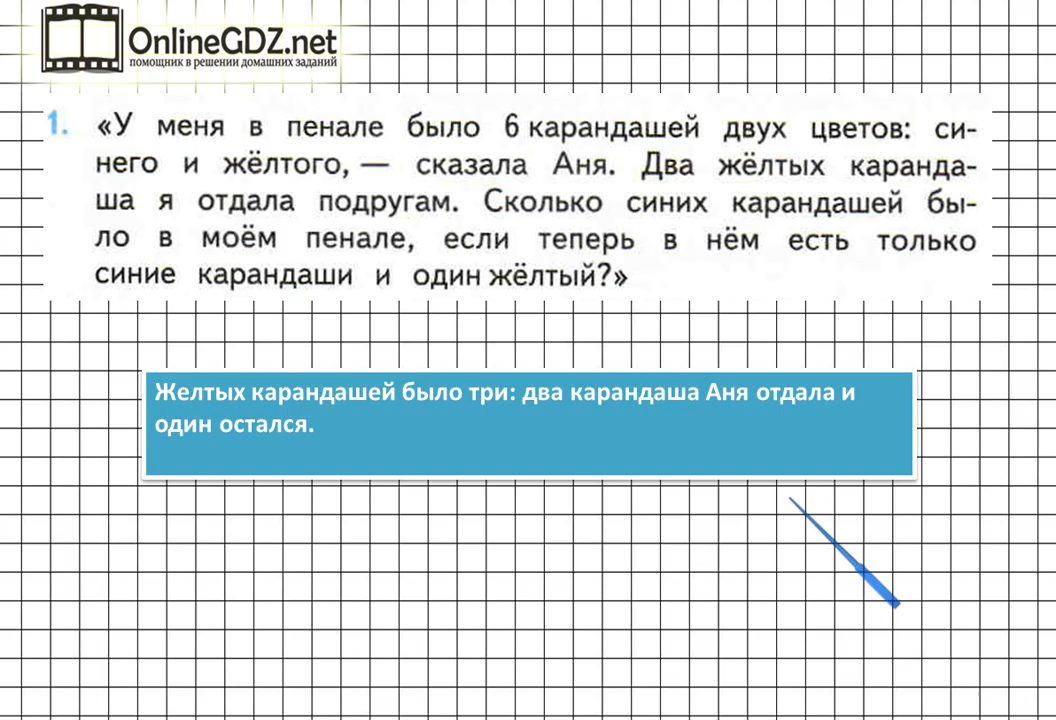 OnlineGDZ.net
помощник в решении домашних заданий
1. «У меня в пенале было 6 карандашей двух цветов: си-
него и жёлтого, — сказала Аня. Два жёлтых каранда-
ша я отдала подругам. Сколько синих карандашей бы-
ло в моём пенале, если теперь в нём есть только
синие карандаши и один жёлтый?»
Желтых карандашей было три: два карандаша Аня отдала и
один остался.